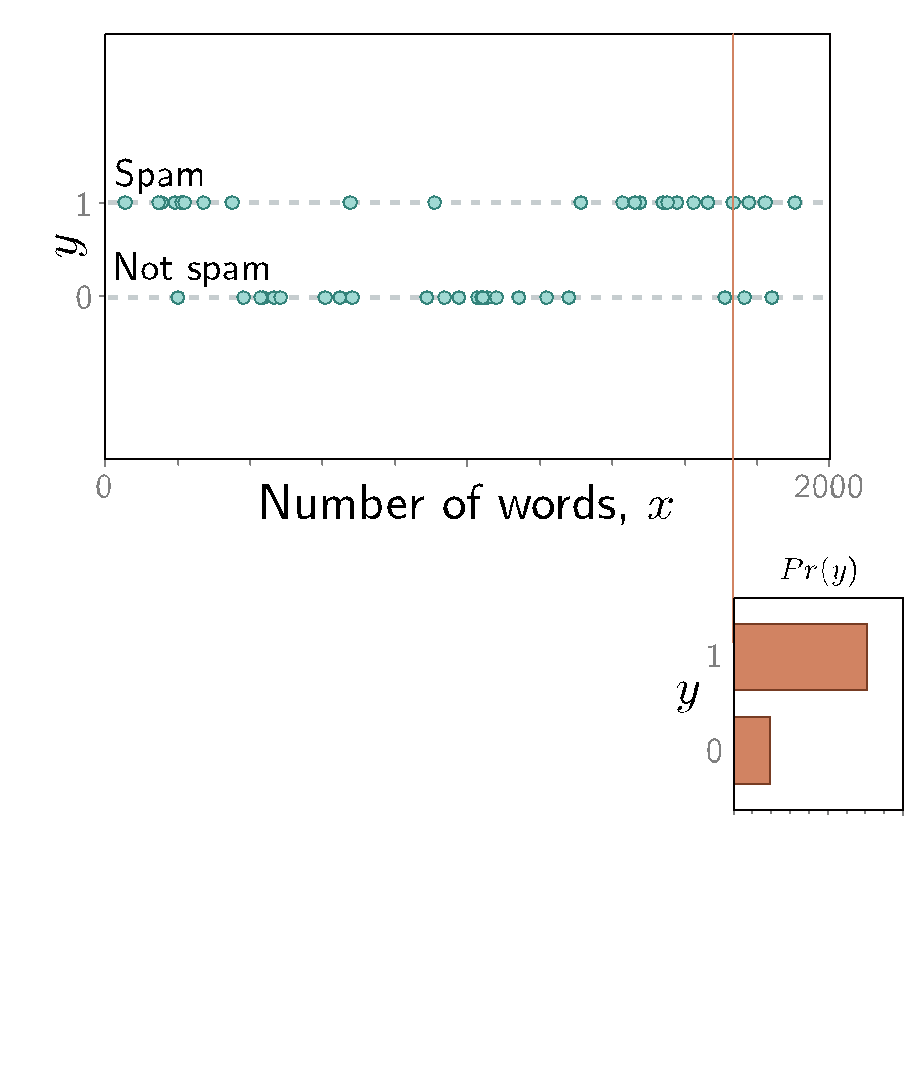 Spam
1
y
Not spam
0
0 2000
Number of words, x
Pr(y)
1
y
0